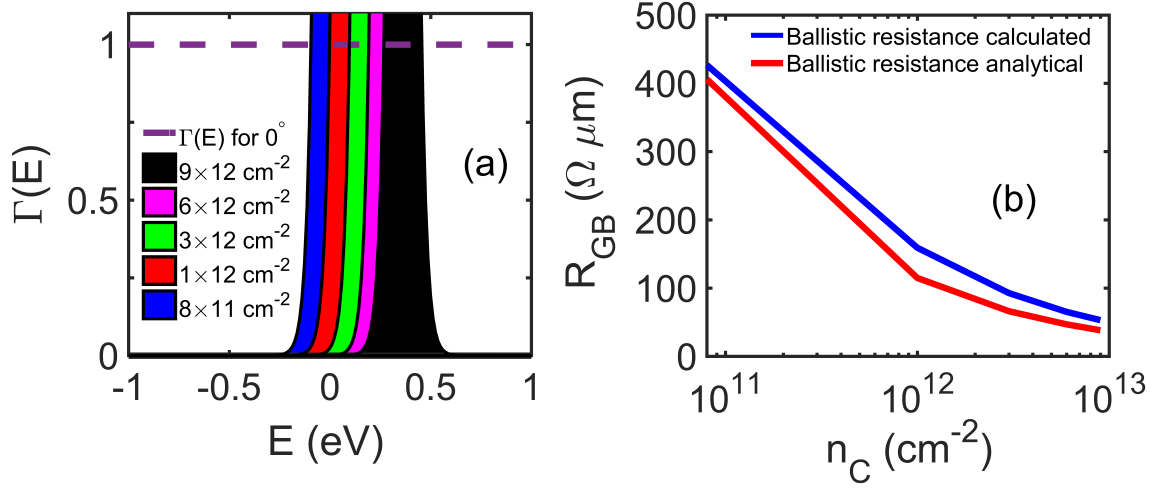 1
0.5
0
Γ(E)
Γ(E) for 0°
9×12 cm⁻²
6×12 cm⁻²
3×12 cm⁻²
1×12 cm⁻²
8×11 cm⁻²
(a)
-1 -0.5 0 0.5 1
E (eV)
500
400
300
200
100
0
R_GB (Ω μm)
Ballistic resistance calculated
Ballistic resistance analytical
(b)
10¹¹ 10¹² 10¹³
n_C (cm⁻²)